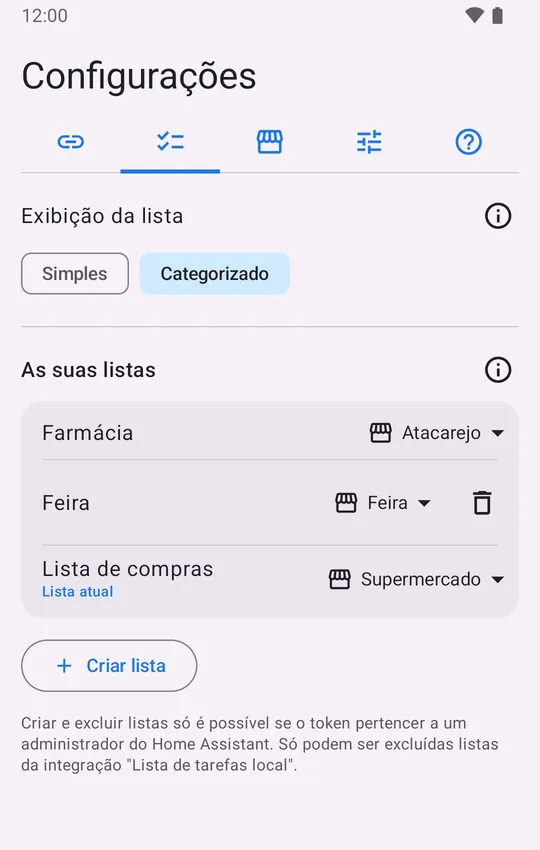 12:00
Configurações
Exibição da lista
Simples
Categorizado
As suas listas
Farmácia
Atacarejo
Feira
Feira
Lista de compras
Lista atual
Supermercado
Criar lista
Criar e excluir listas só é possível se o token pertencer a um
administrador do Home Assistant. Só podem ser excluídas listas
da integração "Lista de tarefas local".